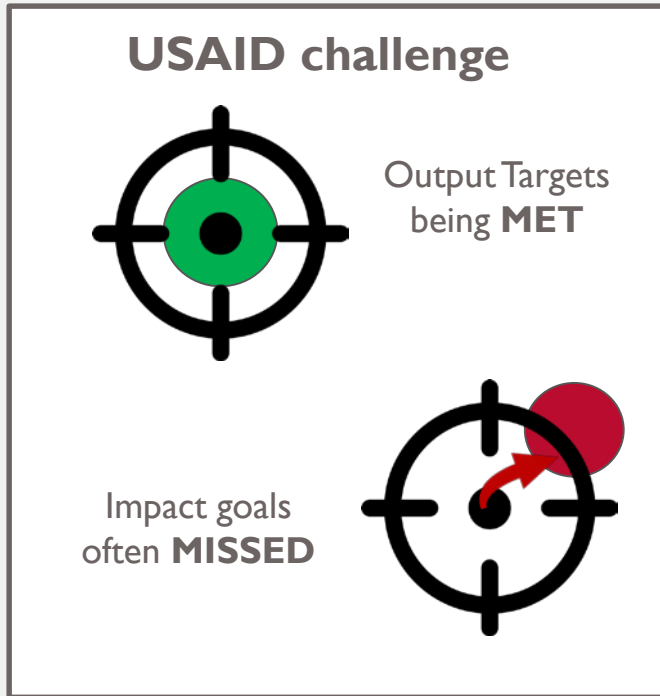 USAID challenge
Output Targets
being MET
Impact goals
often MISSED